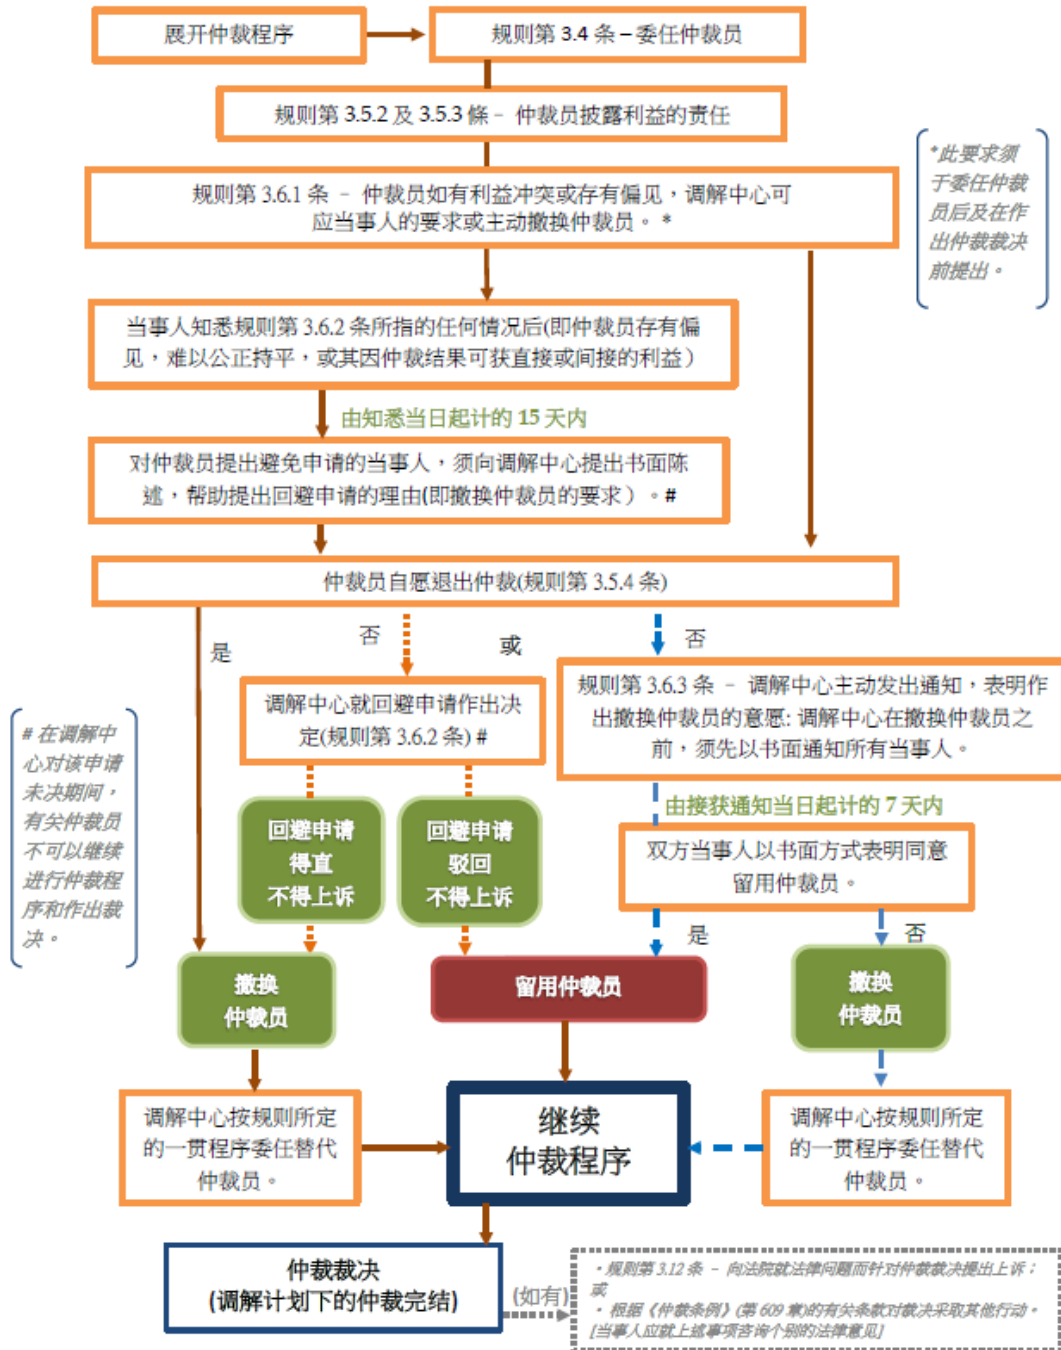 展开仲裁程序
规则第 3.4 条 – 委任仲裁员
规则第 3.5.2 及 3.5.3 條 – 仲裁员披露利益的责任
规则第 3.6.1 条 – 仲裁员如有利益冲突或存有偏见，调解中心可
应当事人的要求或主动撤换仲裁员。 *
*此要求须
于委任仲裁
员后及在作
出仲裁裁决
前提出。
当事人知悉规则第 3.6.2 条所指的任何情况后(即仲裁员存有偏
见，难以公正持平，或其因仲裁结果可获直接或间接的利益）
由知悉当日起计的 15 天内
对仲裁员提出避免申请的当事人，须向调解中心提出书面陈
述，帮助提出回避申请的理由(即撤换仲裁员的要求）。#
仲裁员自愿退出仲裁(规则第 3.5.4 条)
是
否
或
否
调解中心就回避申请作出决
定(规则第 3.6.2 条) #
规则第 3.6.3 条 – 调解中心主动发出通知，表明作
出撤换仲裁员的意愿: 调解中心在撤换仲裁员之
前，须先以书面通知所有当事人。
# 在调解中
心对该申请
未决期间，
有关仲裁员
不可以继续
进行仲裁程
序和作出裁
决。
回避申请
得直
不得上诉
回避申请
驳回
不得上诉
由接获通知当日起计的 7 天内
双方当事人以书面方式表明同意
留用仲裁员。
是
否
撤换
仲裁员
留用仲裁员
撤换
仲裁员
调解中心按规则所定
的一贯程序委任替代
仲裁员。
继续
仲裁程序
调解中心按规则所定
的一贯程序委任替代
仲裁员。
仲裁裁决
(调解计划下的仲裁完结)
(如有)
・规则第 3.12 条 – 向法院就法律问题而针对仲裁裁决提出上诉；
或
・根据《仲裁条例》(第 609 章)的有关条款对裁决采取其他行动。
[当事人应就上述事项咨询个别的法律意见]